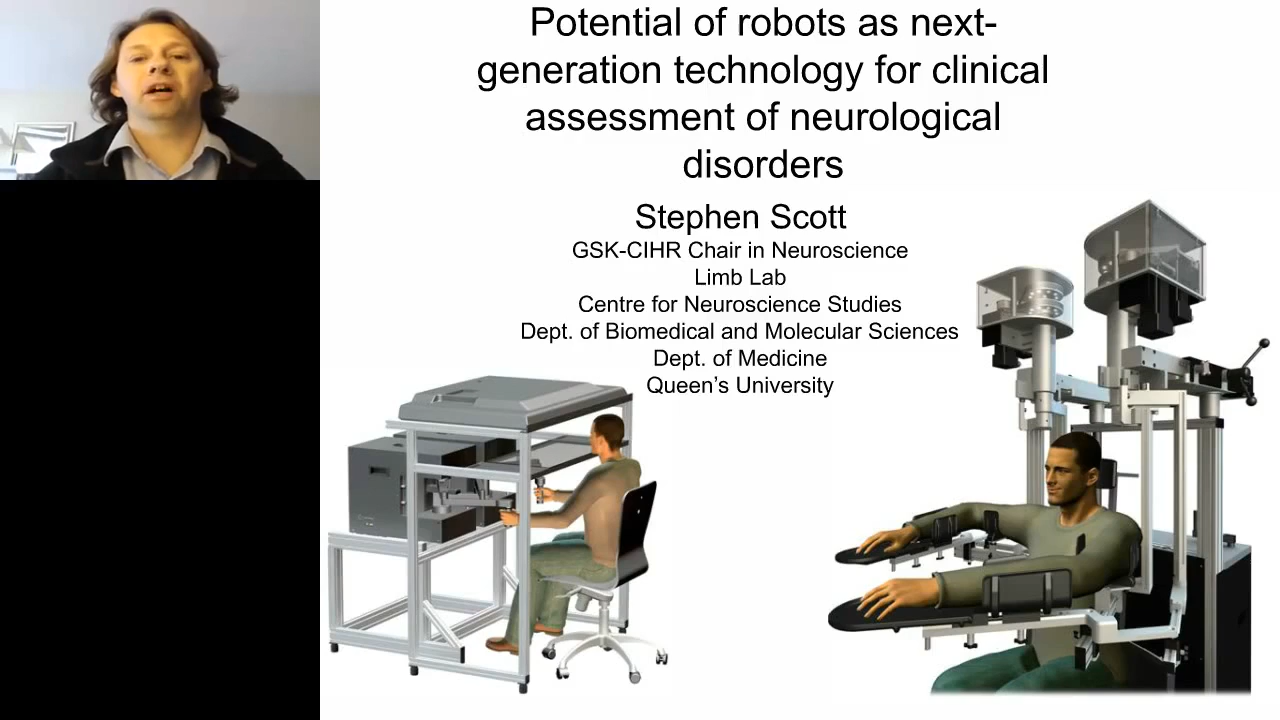 Potential of robots as next-
generation technology for clinical
assessment of neurological
disorders
Stephen Scott
GSK-CIHR Chair in Neuroscience
Limb Lab
Centre for Neuroscience Studies
Dept. of Biomedical and Molecular Sciences
Dept. of Medicine
Queen’s University